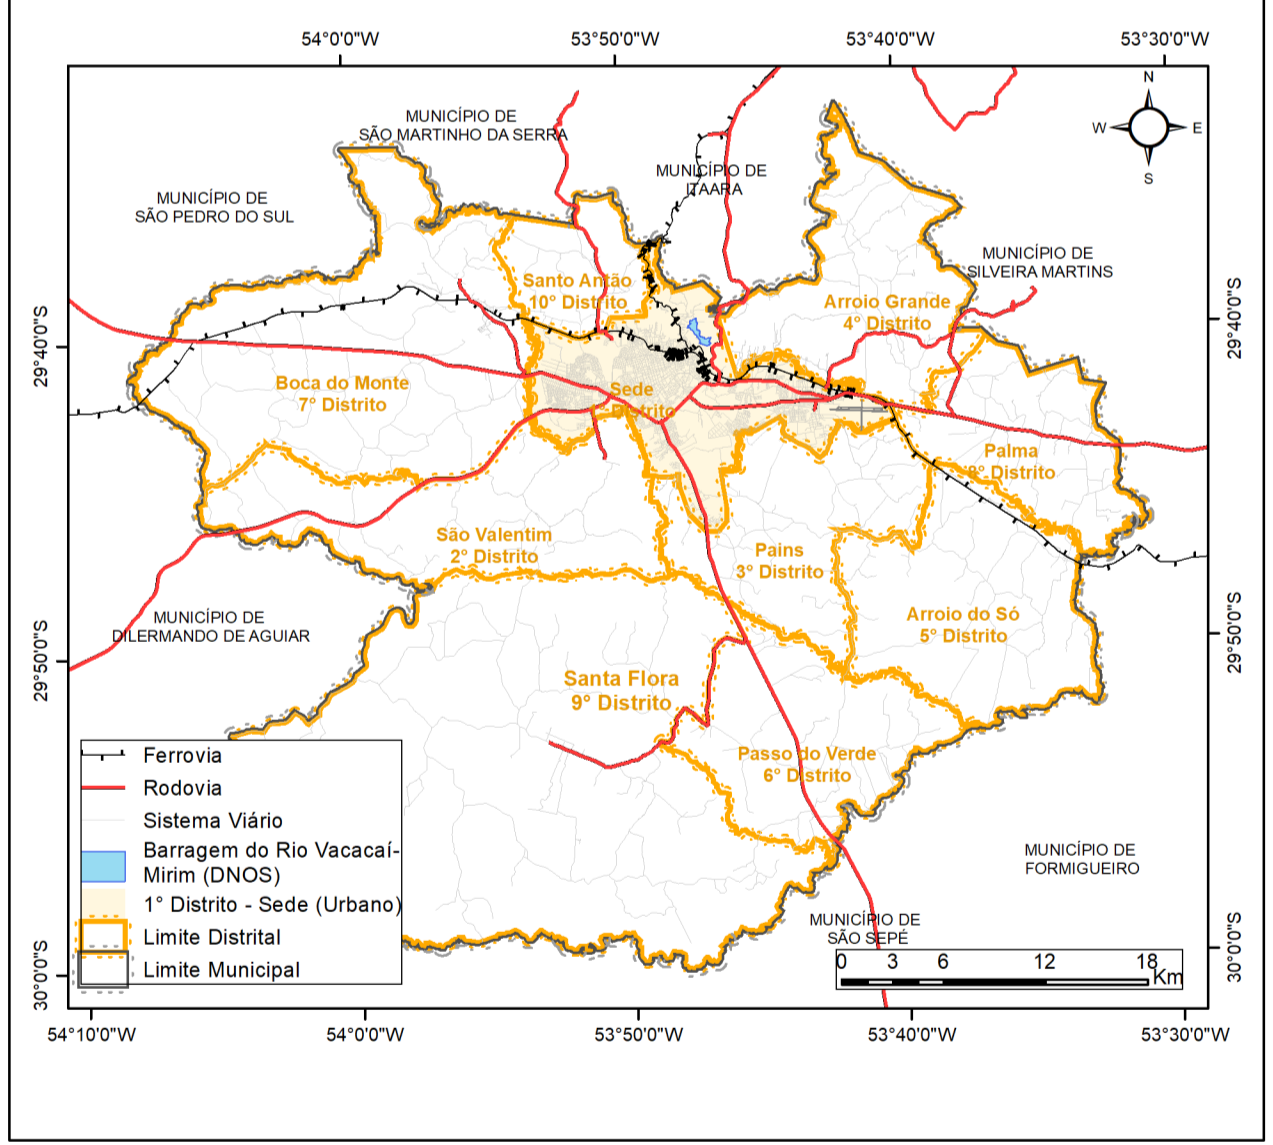 54°0'0"W
53°50'0"W
53°40'0"W
53°30'0"W
N
W
E
S
MUNICÍPIO DE
SÃO MARTINHO DA SERRA
MUNICÍPIO DE
ITAARA
MUNICÍPIO DE
SÃO PEDRO DO SUL
MUNICÍPIO DE
SILVEIRA MARTINS
Santo Antão
10° Distrito
Arroio Grande
4° Distrito
29°40'0"S
29°40'0"S
Boca do Monte
7° Distrito
Sede
Distrito
Palma
8° Distrito
São Valentim
2° Distrito
Pains
3° Distrito
MUNICÍPIO DE
DILERMANDO DE AGUIAR
Arroio do Só
5° Distrito
29°50'0"S
29°50'0"S
Santa Flora
9° Distrito
Passo do Verde
6° Distrito
Ferrovia
Rodovia
Sistema Viário
Barragem do Rio Vacacaí-
Mirim (DNOS)
1° Distrito - Sede (Urbano)
Limite Distrital
Limite Municipal
MUNICÍPIO DE
FORMIGUEIRO
MUNICÍPIO DE
SÃO SEPÉ
30°0'0"S
30°0'0"S
0 3 6 12 18
Km
54°10'0"W
54°0'0"W
53°50'0"W
53°40'0"W
53°30'0"W